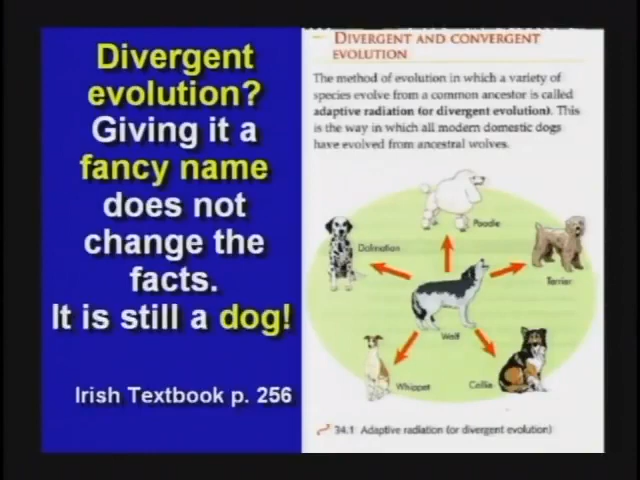 Divergent
evolution?
Giving it a
fancy name
does not
change the
facts.
It is still a dog!
Irish Textbook p. 256
DIVERGENT AND CONVERGENT
EVOLUTION
The method of evolution in which a variety of
species evolve from a common ancestor is called
adaptive radiation (or divergent evolution). This
is the way in which all modern domestic dogs
have evolved from ancestral wolves.
Poodle
Dalmation
Terrier
Wolf
Whippet
Collie
34.1 Adaptive radiation (or divergent evolution)